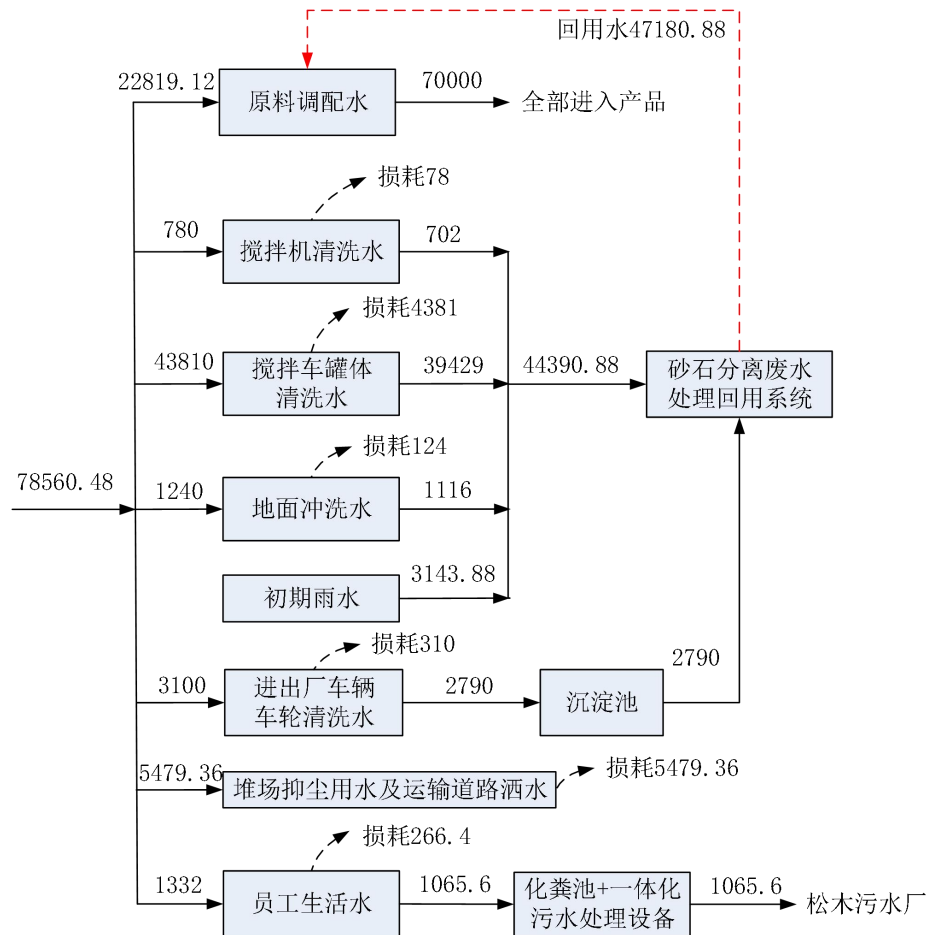 回用水47180.88
22819.12
原料调配水
70000
全部进入产品
损耗78
780
搅拌机清洗水
702
损耗4381
43810
搅拌车罐体
清洗水
39429
44390.88
砂石分离废水
处理回用系统
损耗124
78560.48
1240
地面冲洗水
1116
初期雨水
3143.88
损耗310
3100
进出厂车辆
车轮清洗水
2790
沉淀池
2790
5479.36
堆场抑尘用水及运输道路洒水
损耗5479.36
损耗266.4
1332
员工生活水
1065.6
化粪池+一体化
污水处理设备
1065.6
松木污水厂